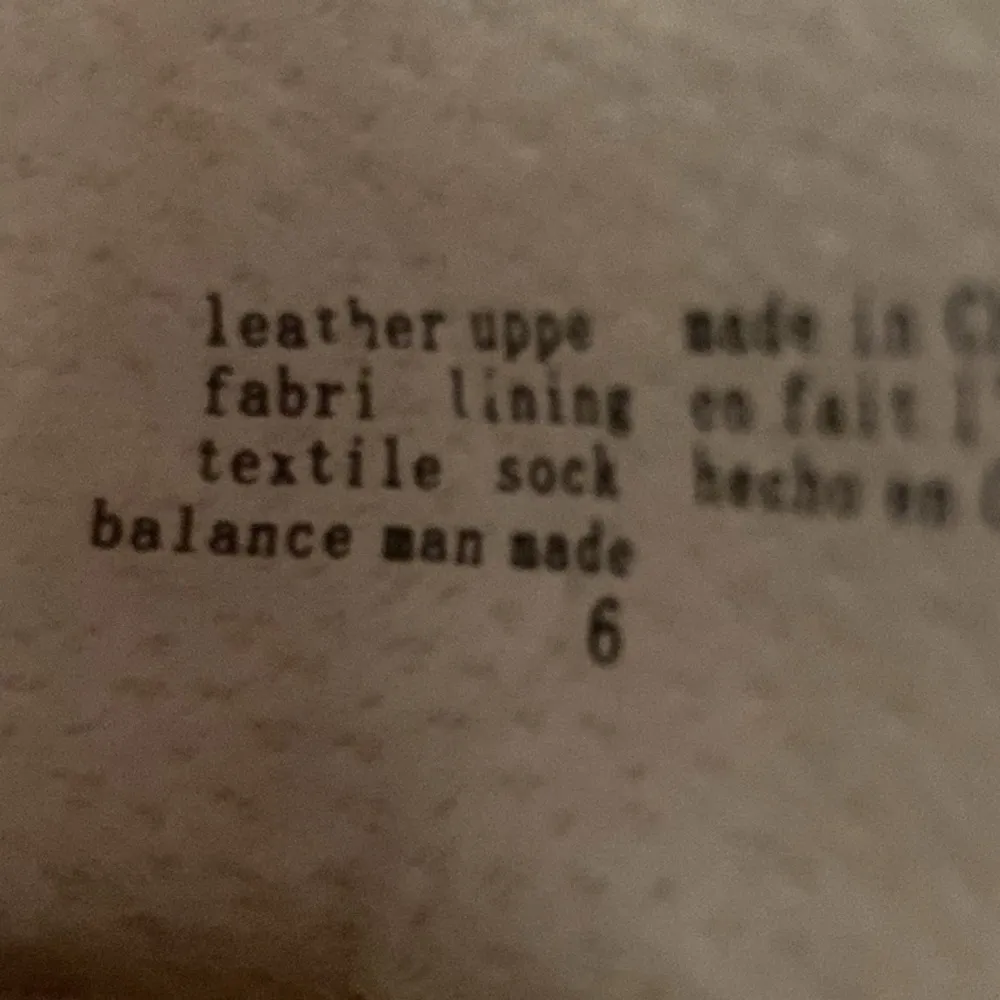 leather uppe made in C
fabri lining en fait
textile sock hecho en
balance man made
6